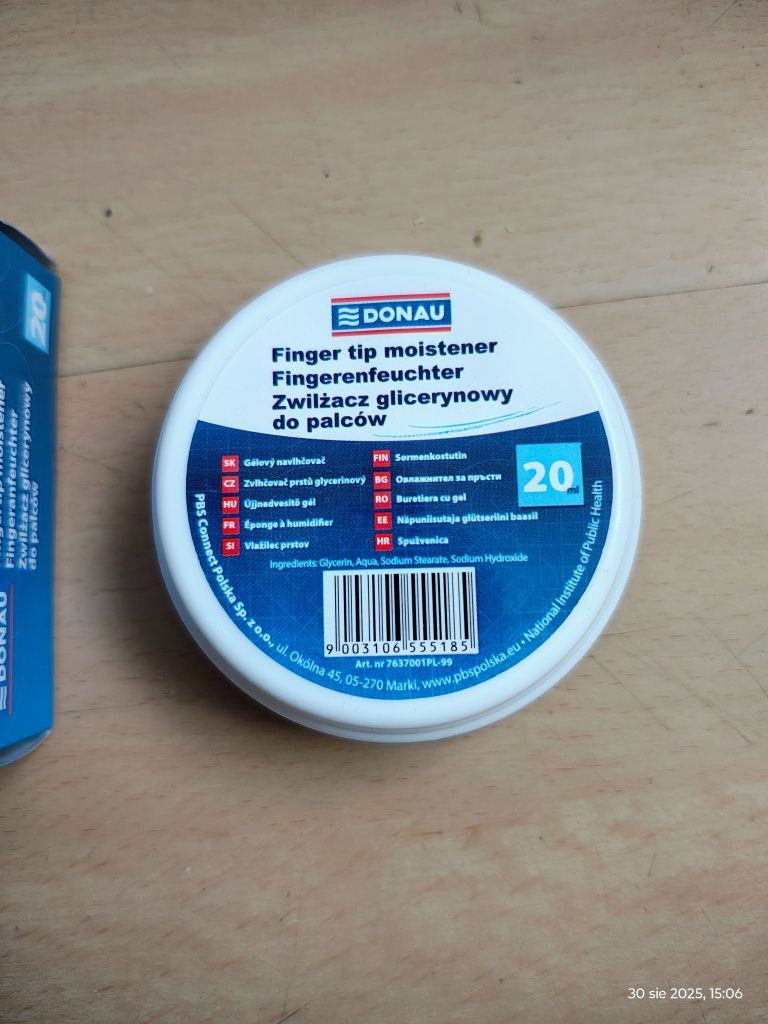 DONAU
Finger tip moistener
Fingerenfeuchter
Zwilżacz glicerynowy
do palców
SK Gélový navlhčovač
CZ Zvlhčovač prstů glycerinový
HU Újjnedvesítő gél
FR Éponge à humidifier
SI Vlažilec prstov
FIN Sormenkostutin
BG Овлажнител за пръсти
RO Buretiera cu gel
EE Näpuniisutaja glütseriini baasil
HR Spužvenica
20 ml
Ingredients: Glycerin, Aqua, Sodium Stearate, Sodium Hydroxide
9 003106 555185
Art. nr 7637001PL-99
PBS Connect Polska Sp. z o.o., ul. Okólna 45, 05-270 Marki, www.pbspolska.eu • National Institute of Public Health
20
moistener
Fingeranfeuchter
Zwilżacz glicerynowy
do palców
DONAU
30 sie 2025, 15:06